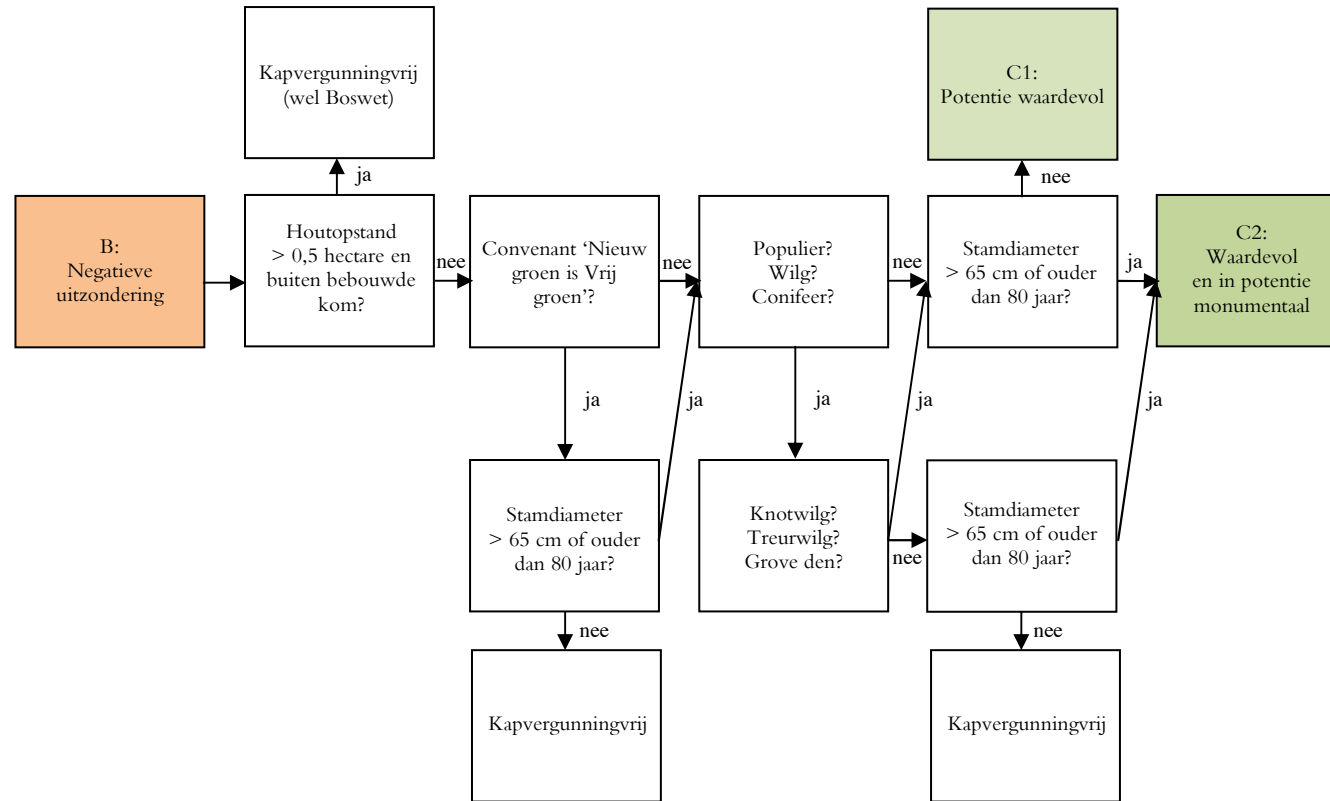 Kapvergunningvrij
(wel Boswet)
C1:
Potentie waardevol
ja
nee
B:
Negatieve
uitzondering
Houtopstand
> 0,5 hectare en
buiten bebouwde
kom?
nee
Convenant ‘Nieuw
groen is Vrij
groen’?
nee
Populier?
Wilg?
Conifeer?
nee
Stamdiameter
> 65 cm of ouder
dan 80 jaar?
ja
C2:
Waardevol
en in potentie
monumentaal
ja
ja
ja
ja
ja
Stamdiameter
> 65 cm of ouder
dan 80 jaar?
Knotwilg?
Treurwilg?
Grove den?
nee
Stamdiameter
> 65 cm of ouder
dan 80 jaar?
nee
nee
Kapvergunningvrij
Kapvergunningvrij